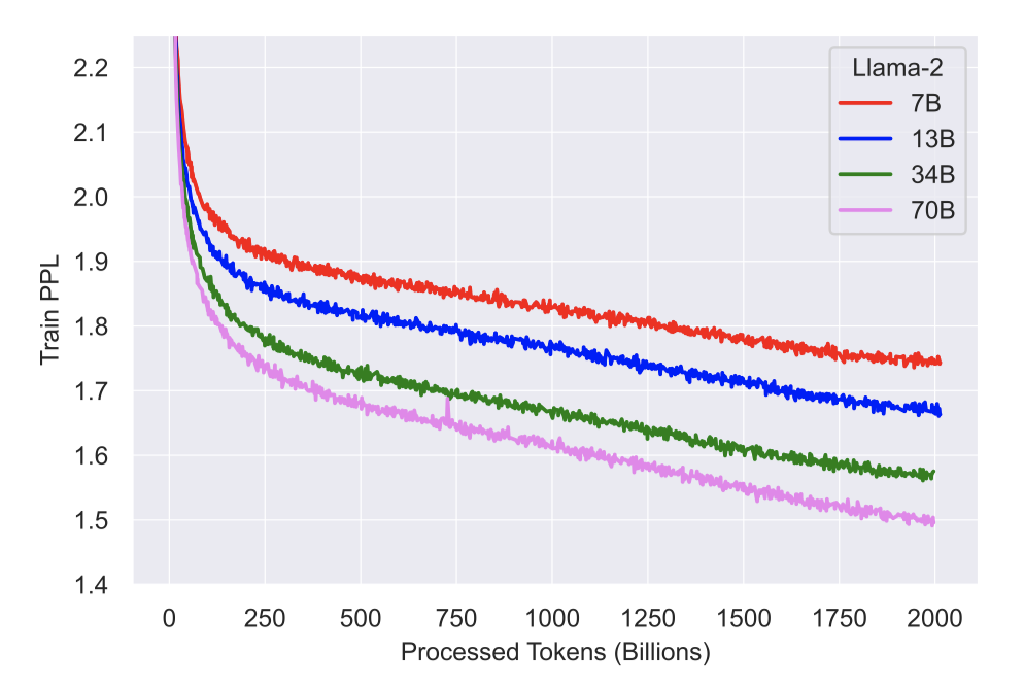 Llama-2
7B
13B
34B
70B
Train PPL
2.2
2.1
2.0
1.9
1.8
1.7
1.6
1.5
1.4
0 250 500 750 1000 1250 1500 1750 2000
Processed Tokens (Billions)